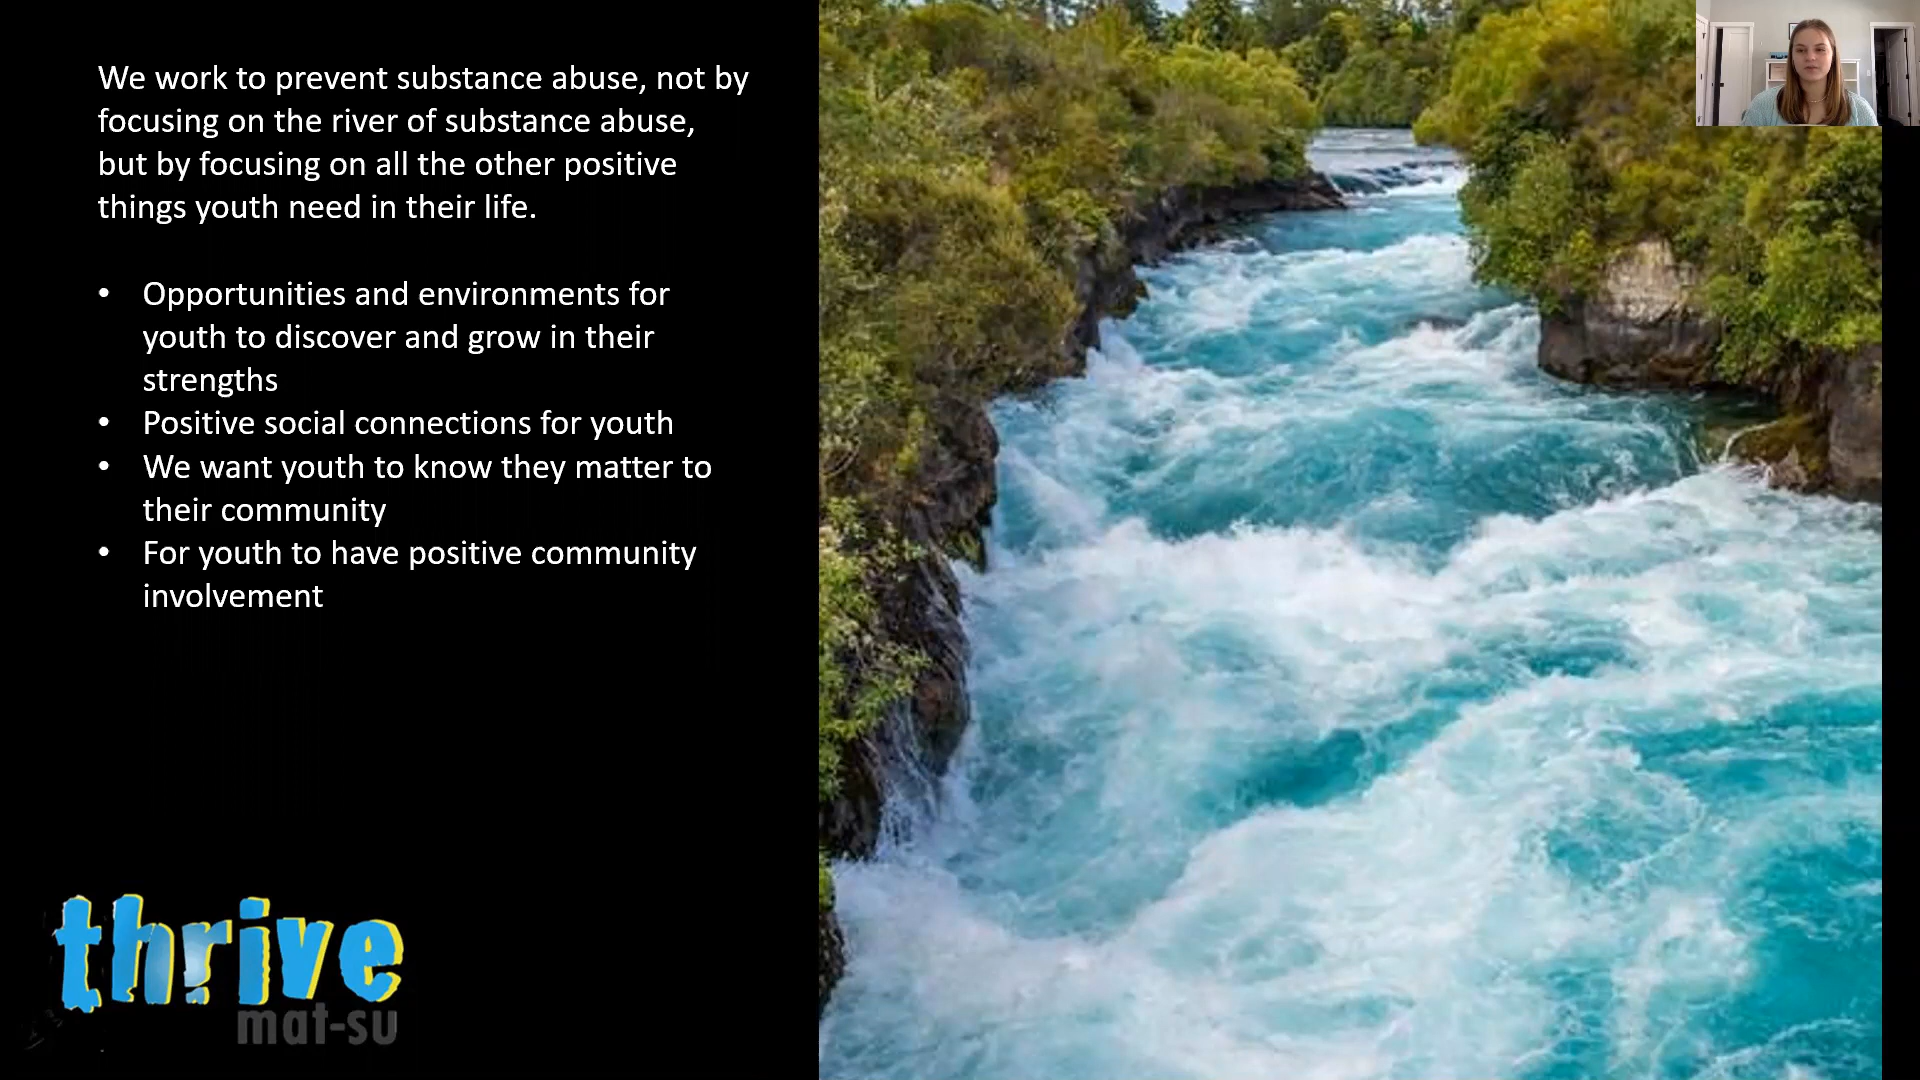 We work to prevent substance abuse, not by
focusing on the river of substance abuse,
but by focusing on all the other positive
things youth need in their life.
• Opportunities and environments for
youth to discover and grow in their
strengths
• Positive social connections for youth
• We want youth to know they matter to
their community
• For youth to have positive community
involvement
thrive
mat-su